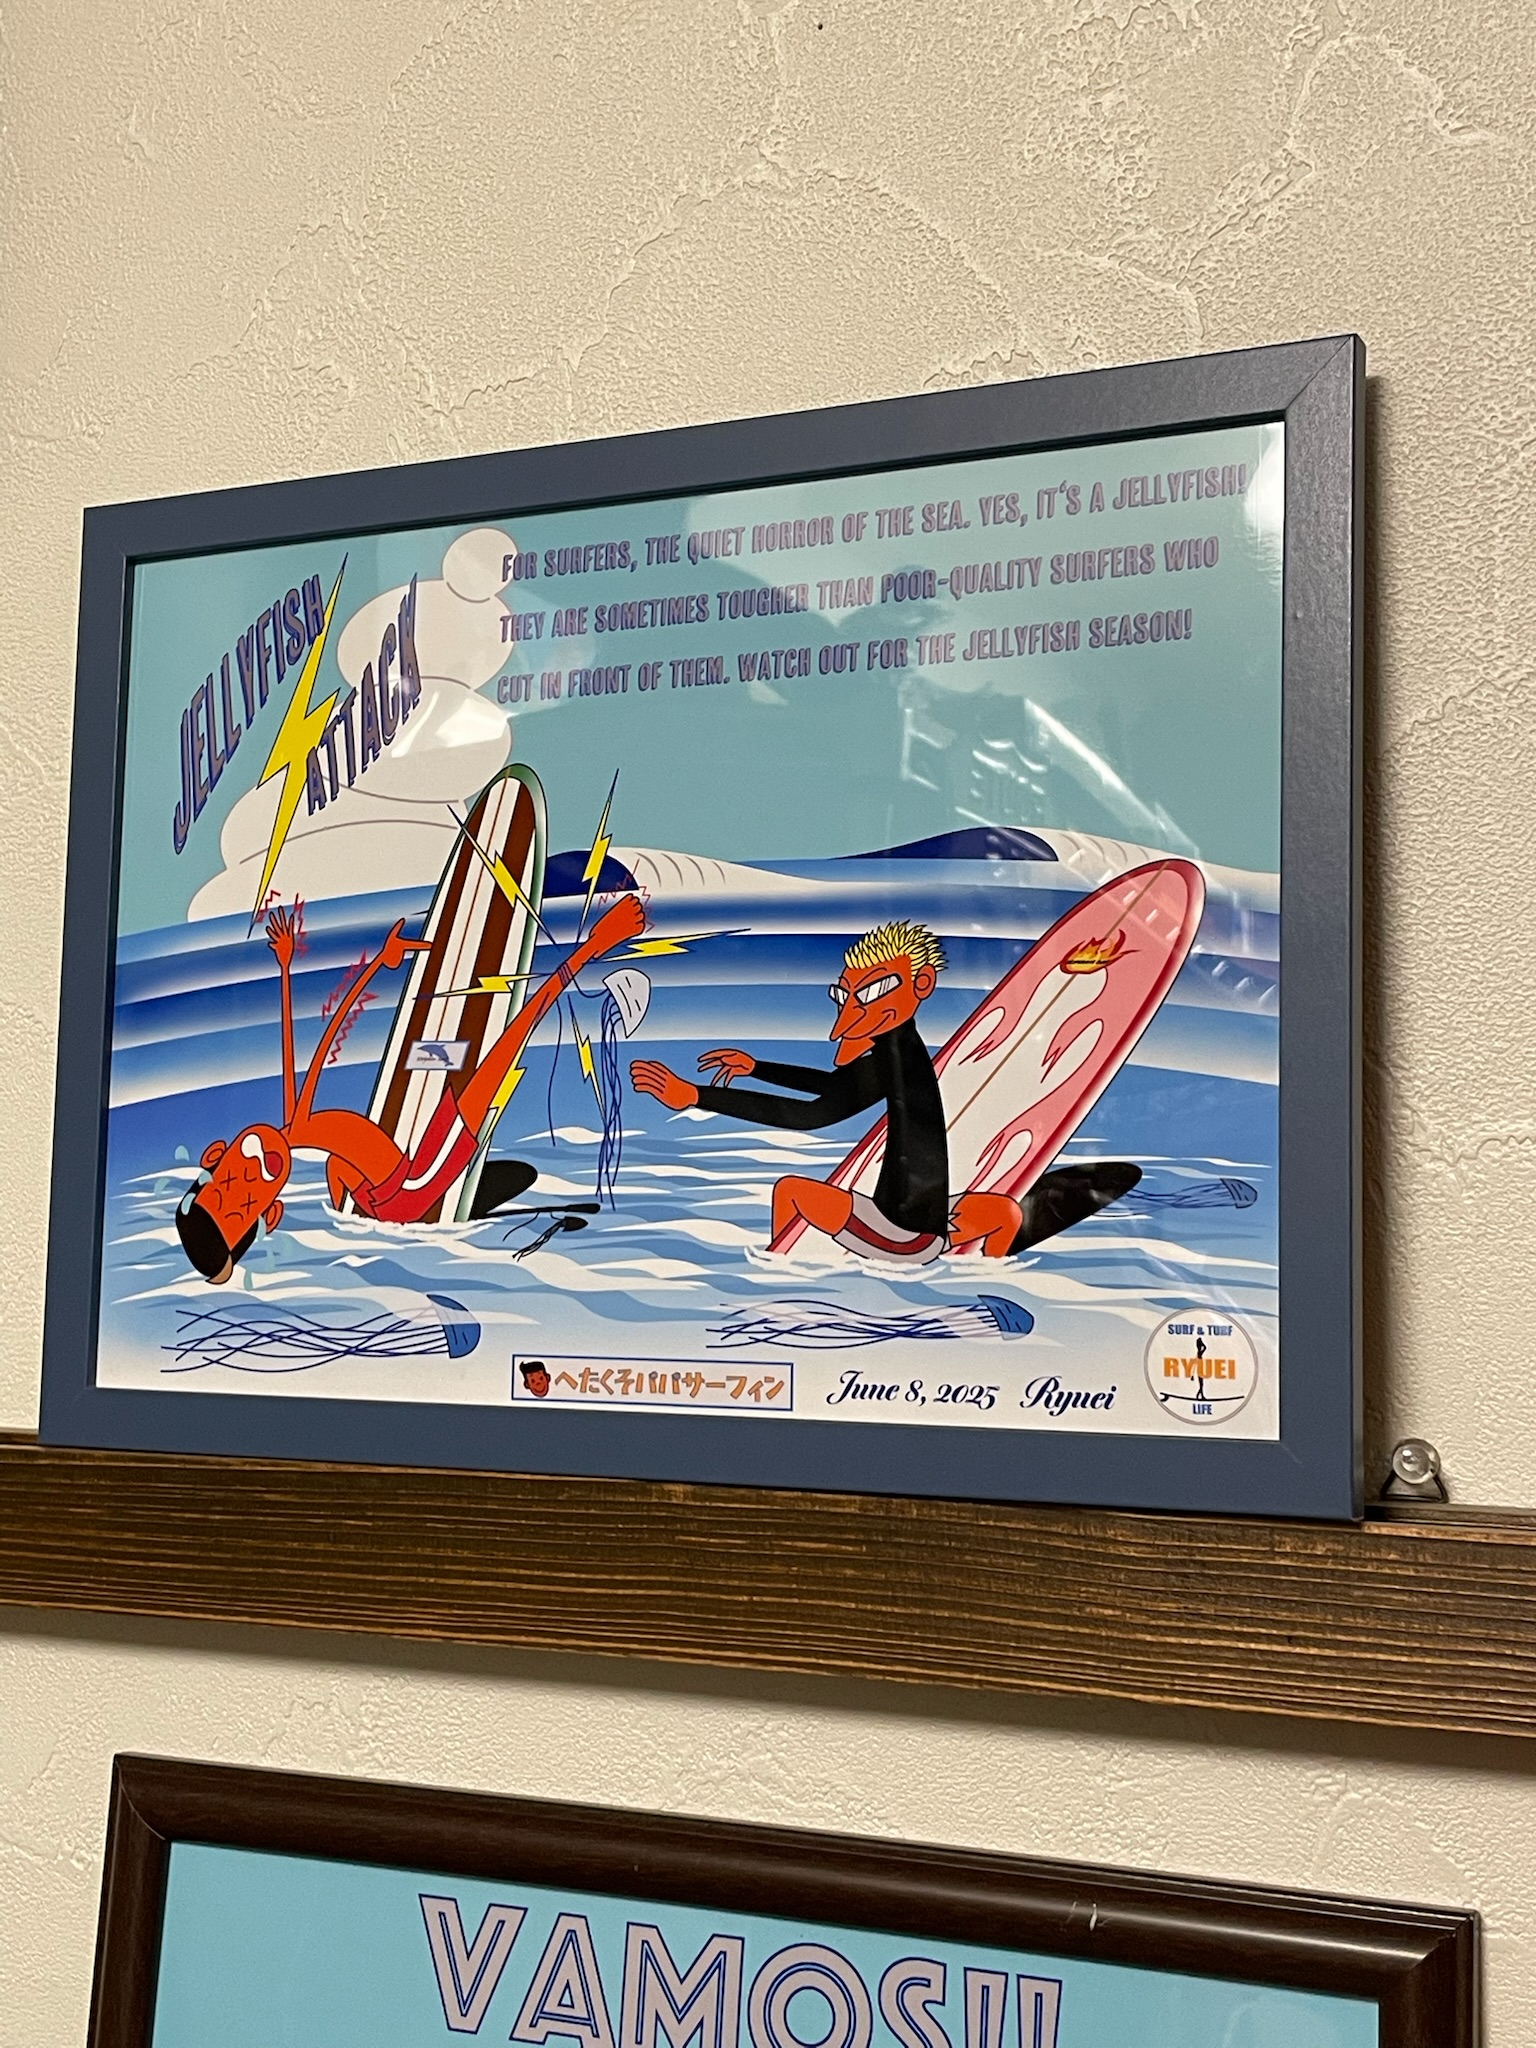 JELLYFISH
ATTACK
FOR SURFERS, THE QUIET HORROR OF THE SEA. YES, IT'S A JELLYFISH!
THEY ARE SOMETIMES TOUGHER THAN POOR-QUALITY SURFERS WHO
CUT IN FRONT OF THEM. WATCH OUT FOR THE JELLYFISH SEASON!
へたくそパパサーフィン
June 8, 2025 Ryuei
SURF & TURF
RYUEI
LIFE
VAMOS!!